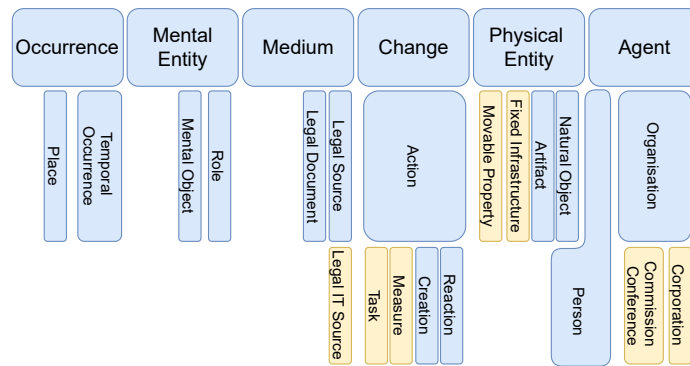 Occurrence
Mental
Entity
Medium
Change
Physical
Entity
Agent
Place
Temporal
Occurrence
Mental Object
Role
Legal Document
Legal Source
Action
Movable Property
Fixed Infrastructure
Artifact
Natural Object
Person
Organisation
Legal IT Source
Task
Measure
Creation
Reaction
Commission
Conference
Corporation